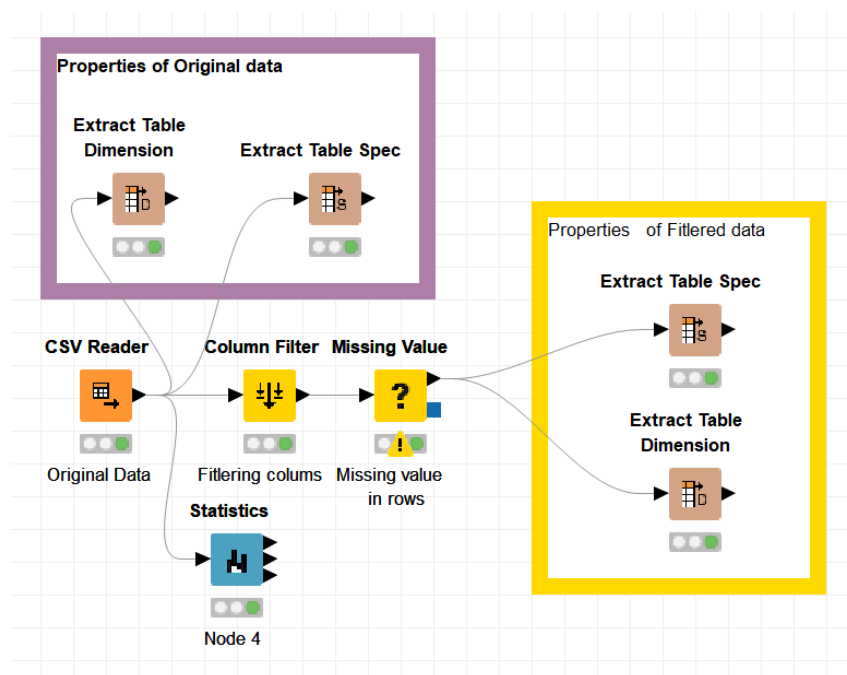 Properties of Original data
Extract Table
Dimension
Extract Table Spec
D
S
Properties of Fitlered data
Extract Table Spec
S
Extract Table
Dimension
D
CSV Reader
Column Filter
Missing Value
?
!
Original Data
Fitlering colums
Missing value
in rows
Statistics
Node 4